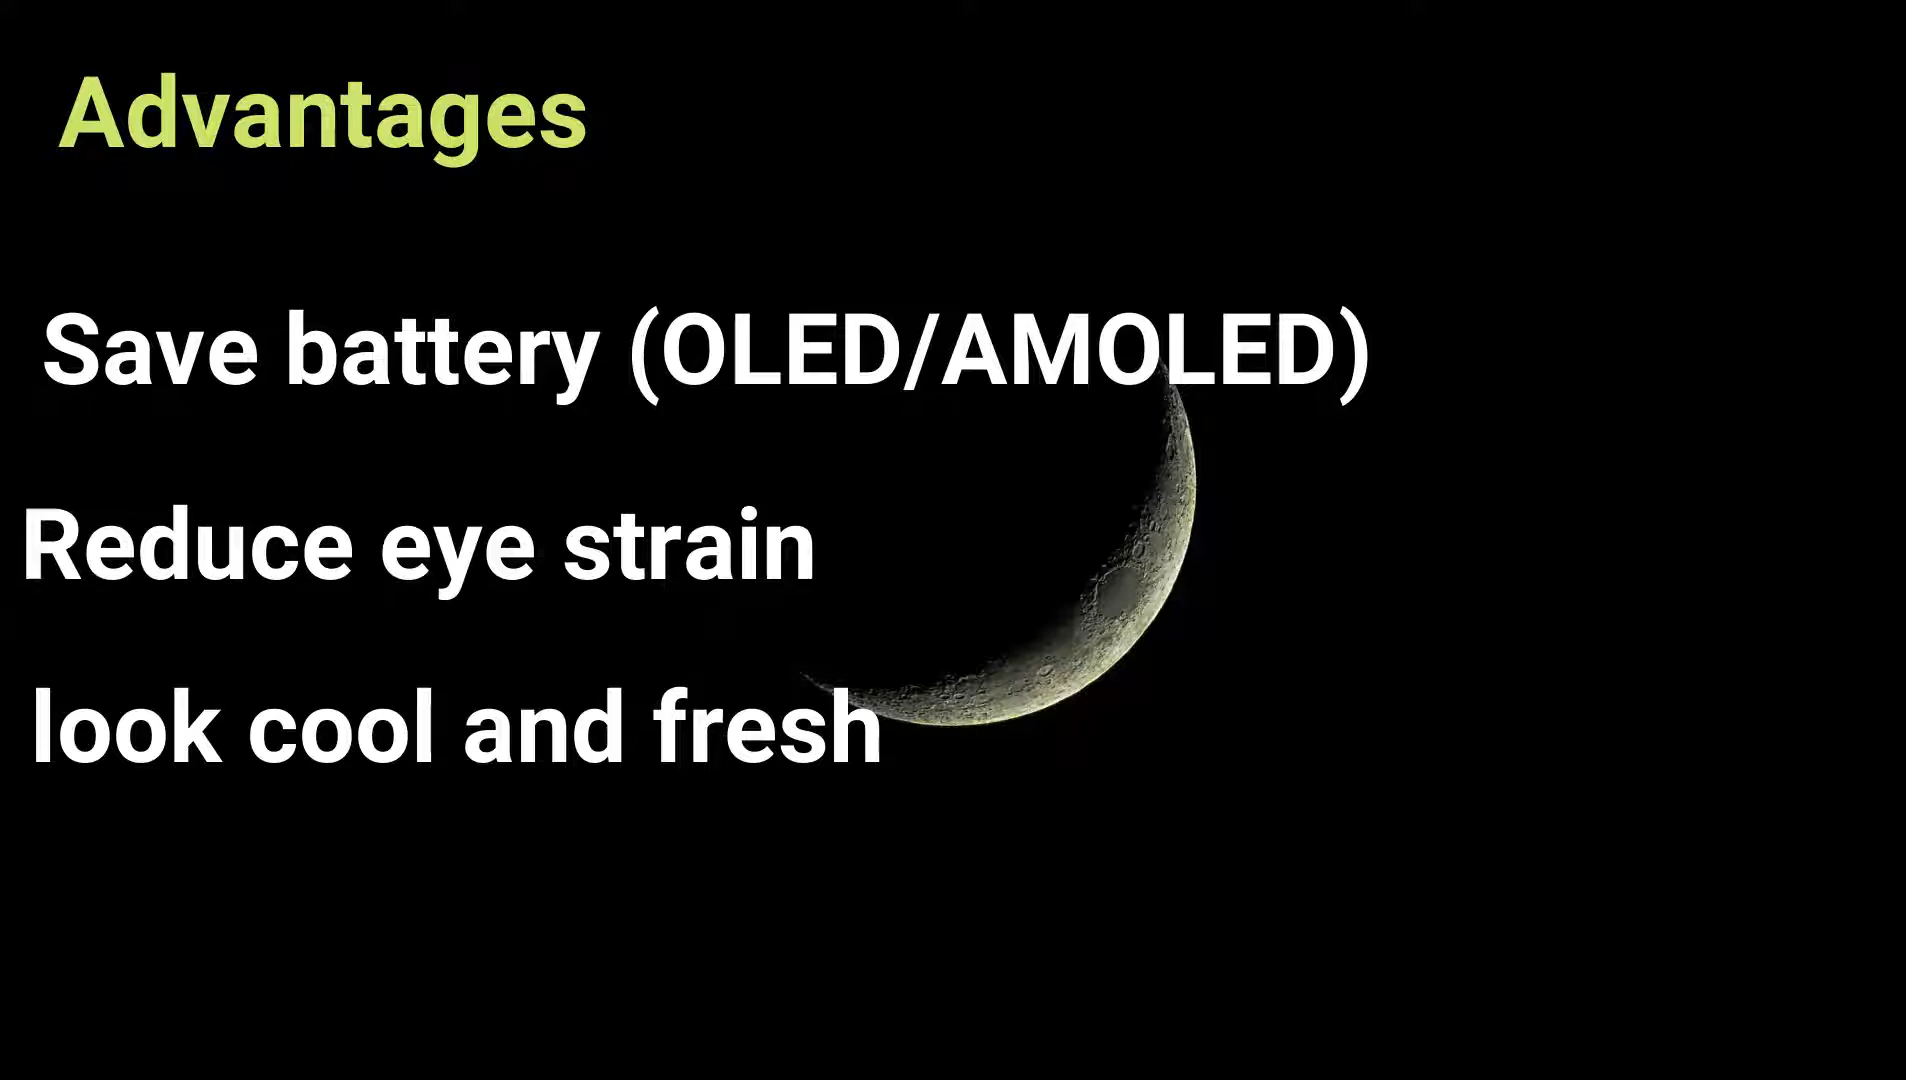 Advantages
Save battery (OLED/AMOLED)
Reduce eye strain
look cool and fresh